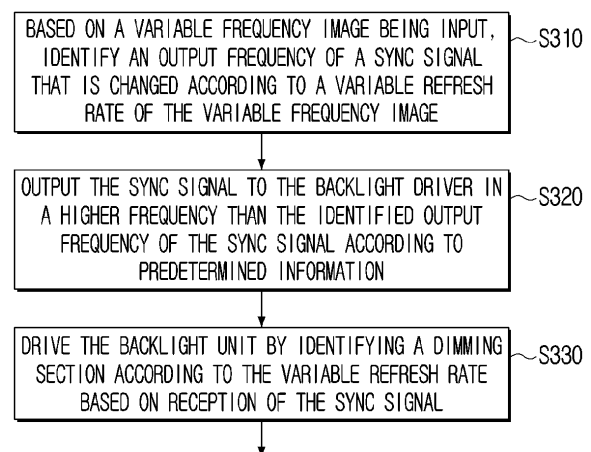 BASED ON A VARIABLE FREQUENCY IMAGE BEING INPUT,
IDENTIFY AN OUTPUT FREQUENCY OF A SYNC SIGNAL
THAT IS CHANGED ACCORDING TO A VARIABLE REFRESH
RATE OF THE VARIABLE FREQUENCY IMAGE
S310
OUTPUT THE SYNC SIGNAL TO THE BACKLIGHT DRIVER IN
A HIGHER FREQUENCY THAN THE IDENTIFIED OUTPUT
FREQUENCY OF THE SYNC SIGNAL ACCORDING TO
PREDETERMINED INFORMATION
S320
DRIVE THE BACKLIGHT UNIT BY IDENTIFYING A DIMMING
SECTION ACCORDING TO THE VARIABLE REFRESH RATE
BASED ON RECEPTION OF THE SYNC SIGNAL
S330